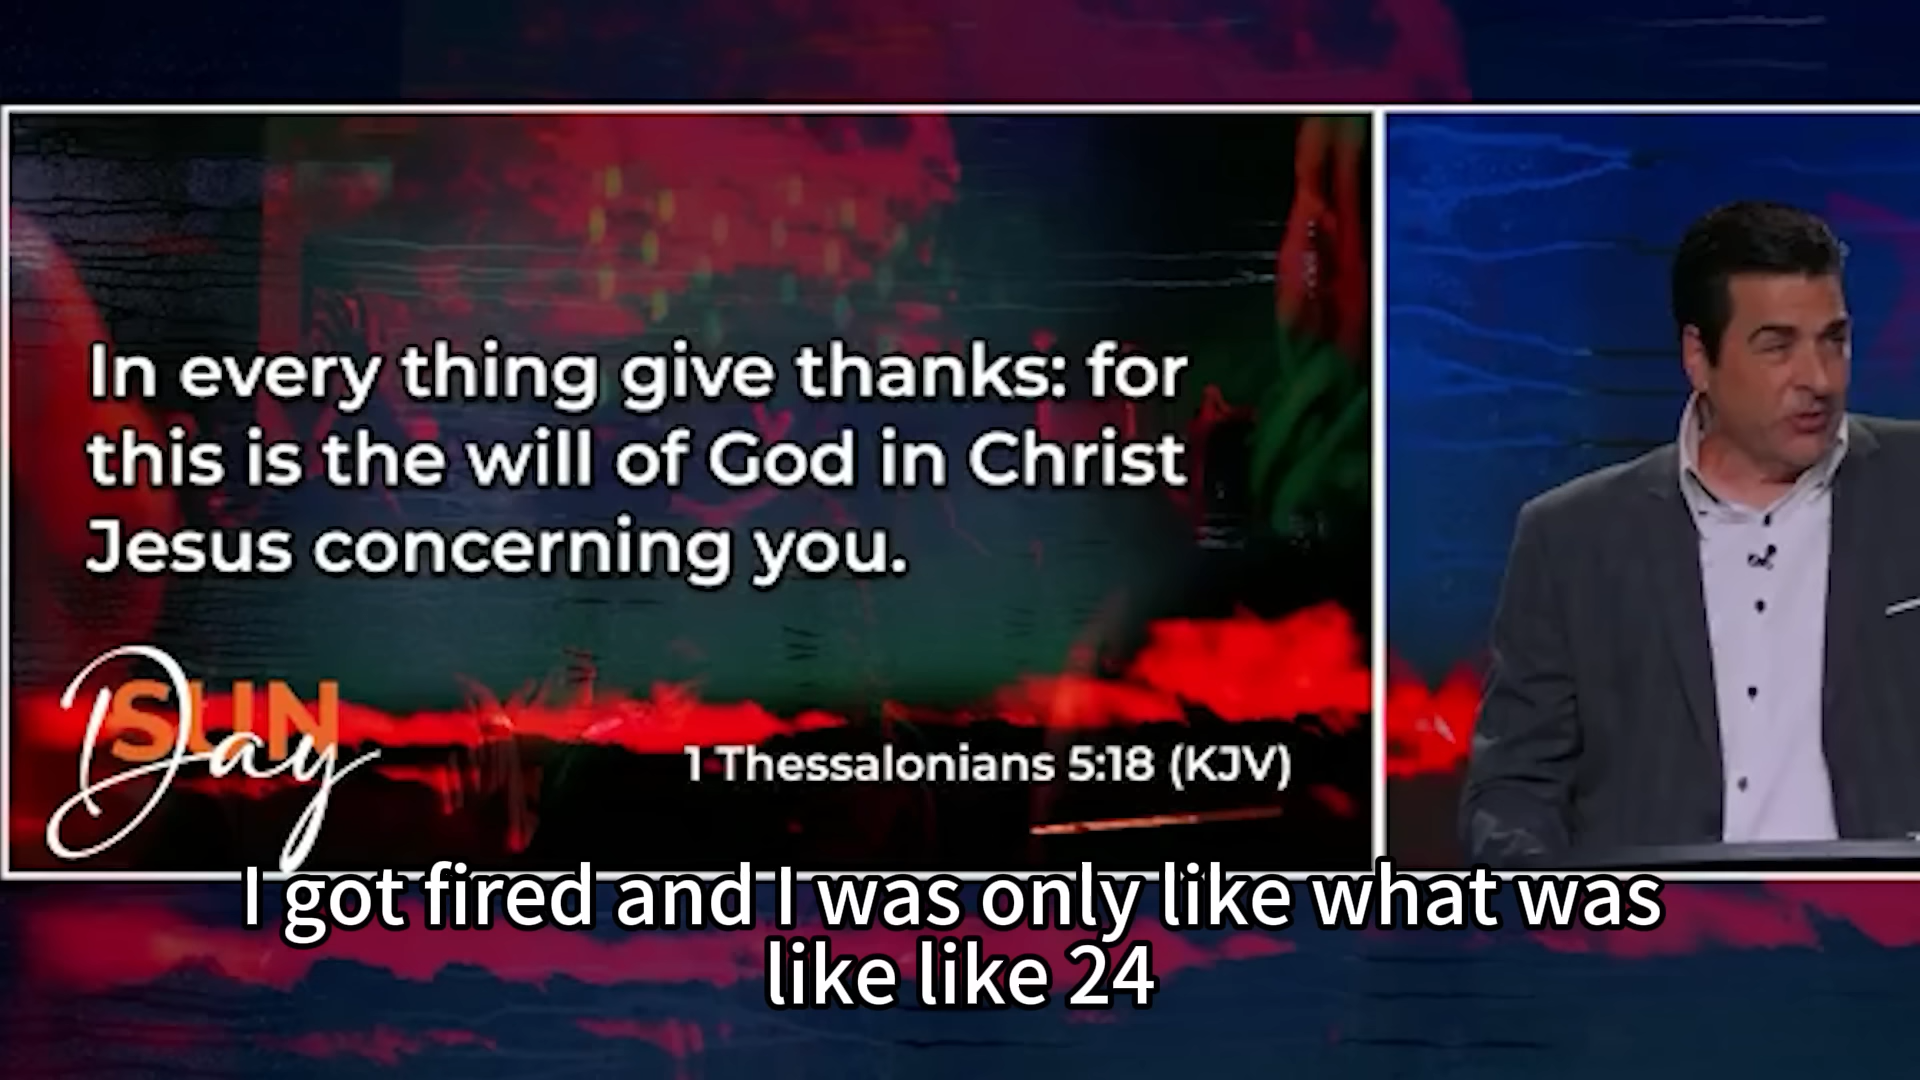 In every thing give thanks: for
this is the will of God in Christ
Jesus concerning you.
SUN
Day
1 Thessalonians 5:18 (KJV)
I got fired and I was only like what was
like like 24